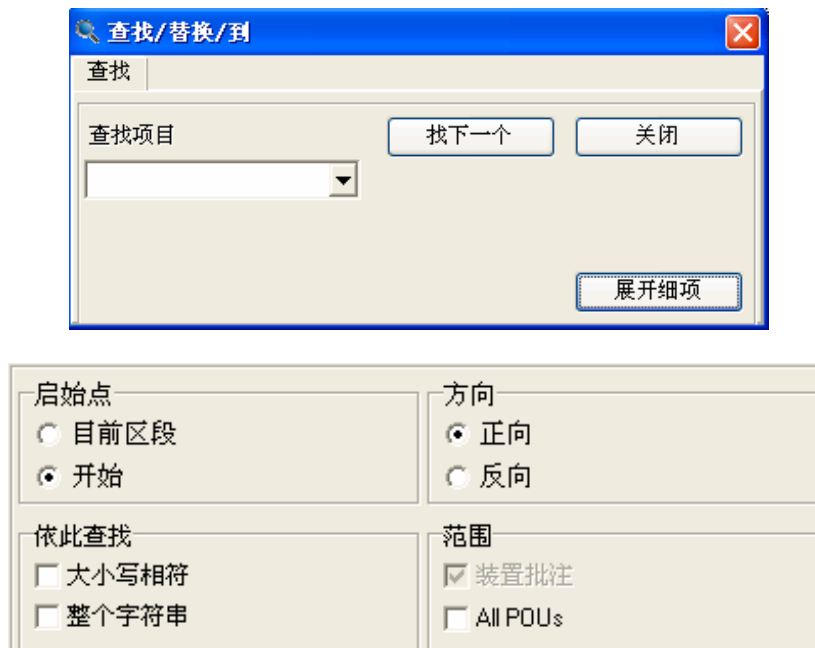 查找/替换/到
查找
查找项目
找下一个
关闭
展开细项
启始点
目前区段
开始
方向
正向
反向
依此查找
大小写相符
整个字符串
范围
装置批注
All POUs